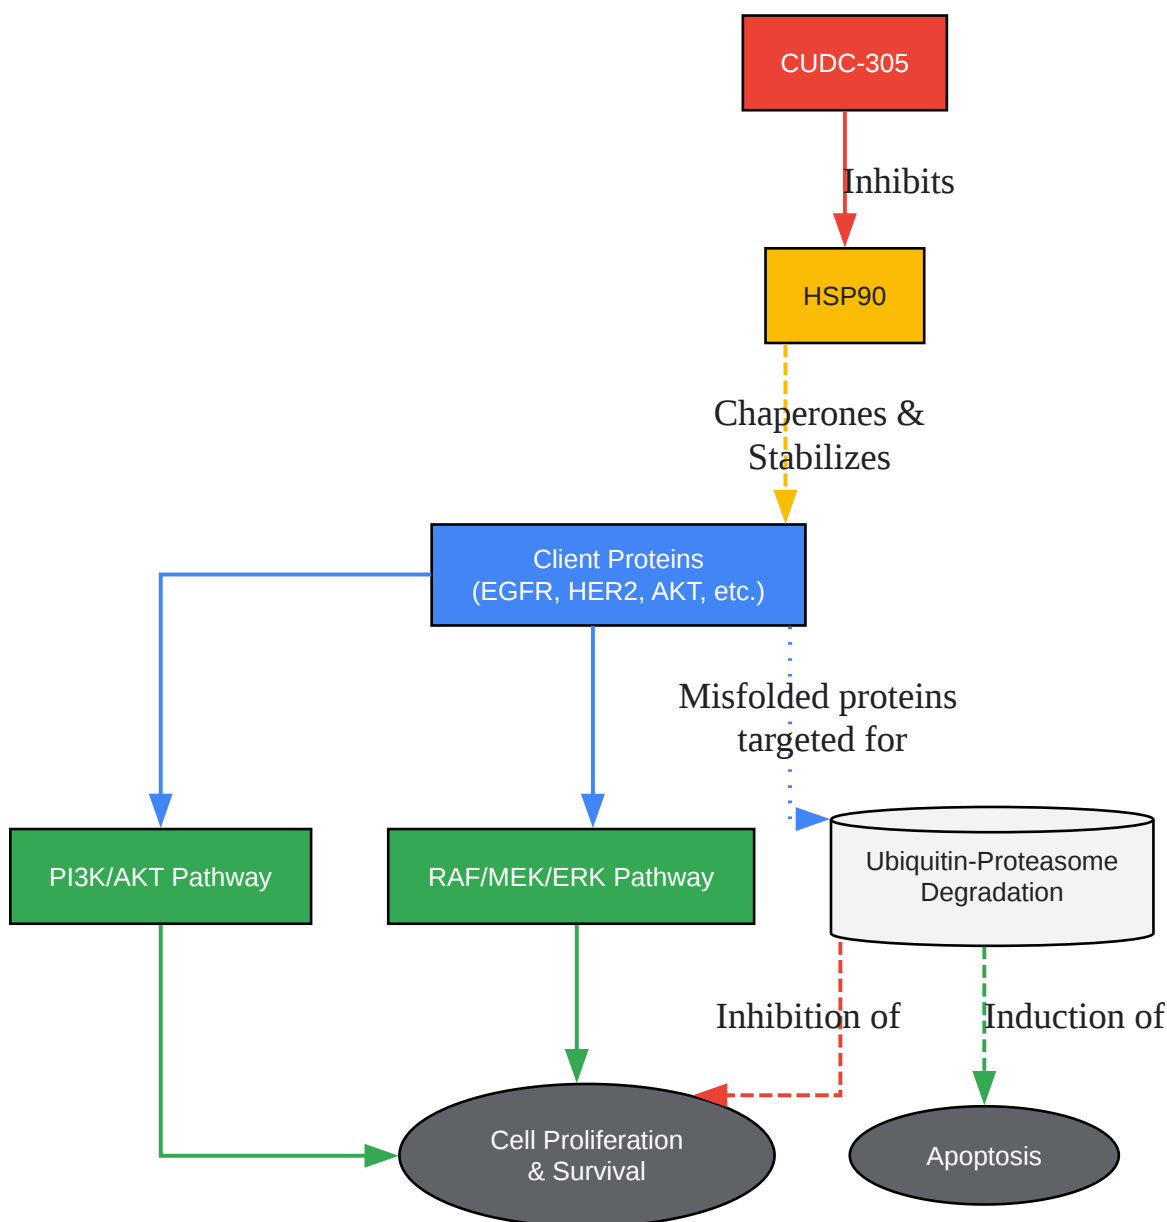 CUDC-305
Inhibits
HSP90
Chaperones &
Stabilizes
Client Proteins
(EGFR, HER2, AKT, etc.)
Misfolded proteins
targeted for
PI3K/AKT Pathway
RAF/MEK/ERK Pathway
Ubiquitin-Proteasome
Degradation
Inhibition of
Induction of
Cell Proliferation
& Survival
Apoptosis